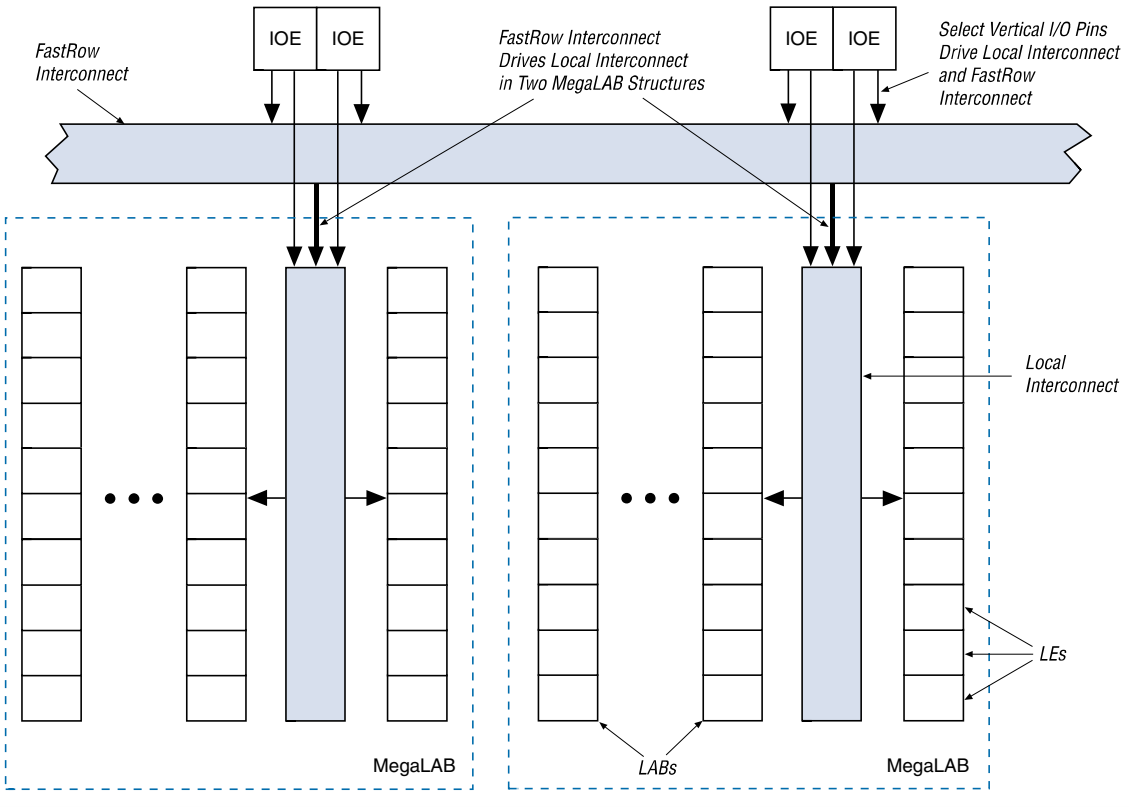 IOE
IOE
IOE
IOE
FastRow
Interconnect
FastRow Interconnect
Drives Local Interconnect
in Two MegaLAB Structures
Select Vertical I/O Pins
Drive Local Interconnect
and FastRow
Interconnect
Local
Interconnect
LEs
LABs
MegaLAB
MegaLAB